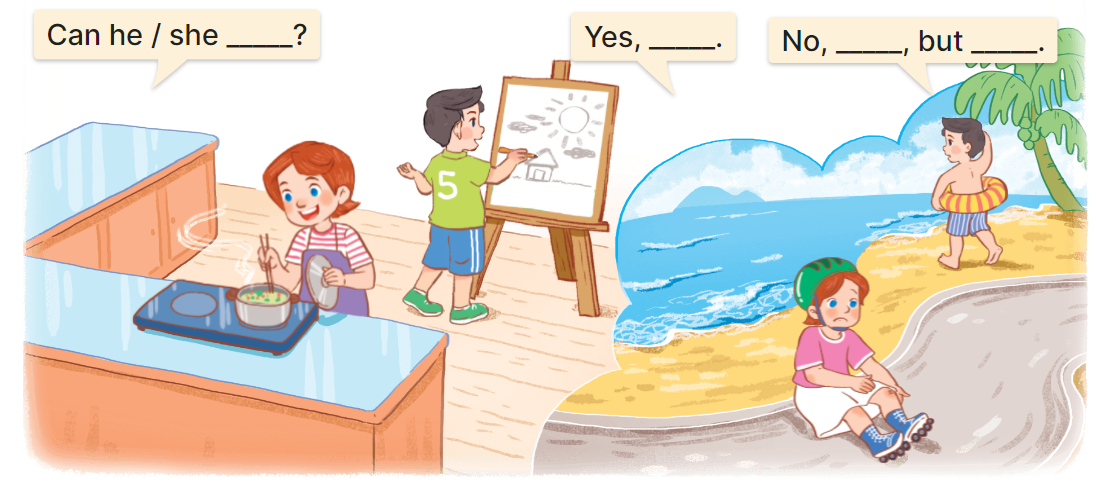 Can he / she _____?
Yes, _____.
No, _____, but _____.
5